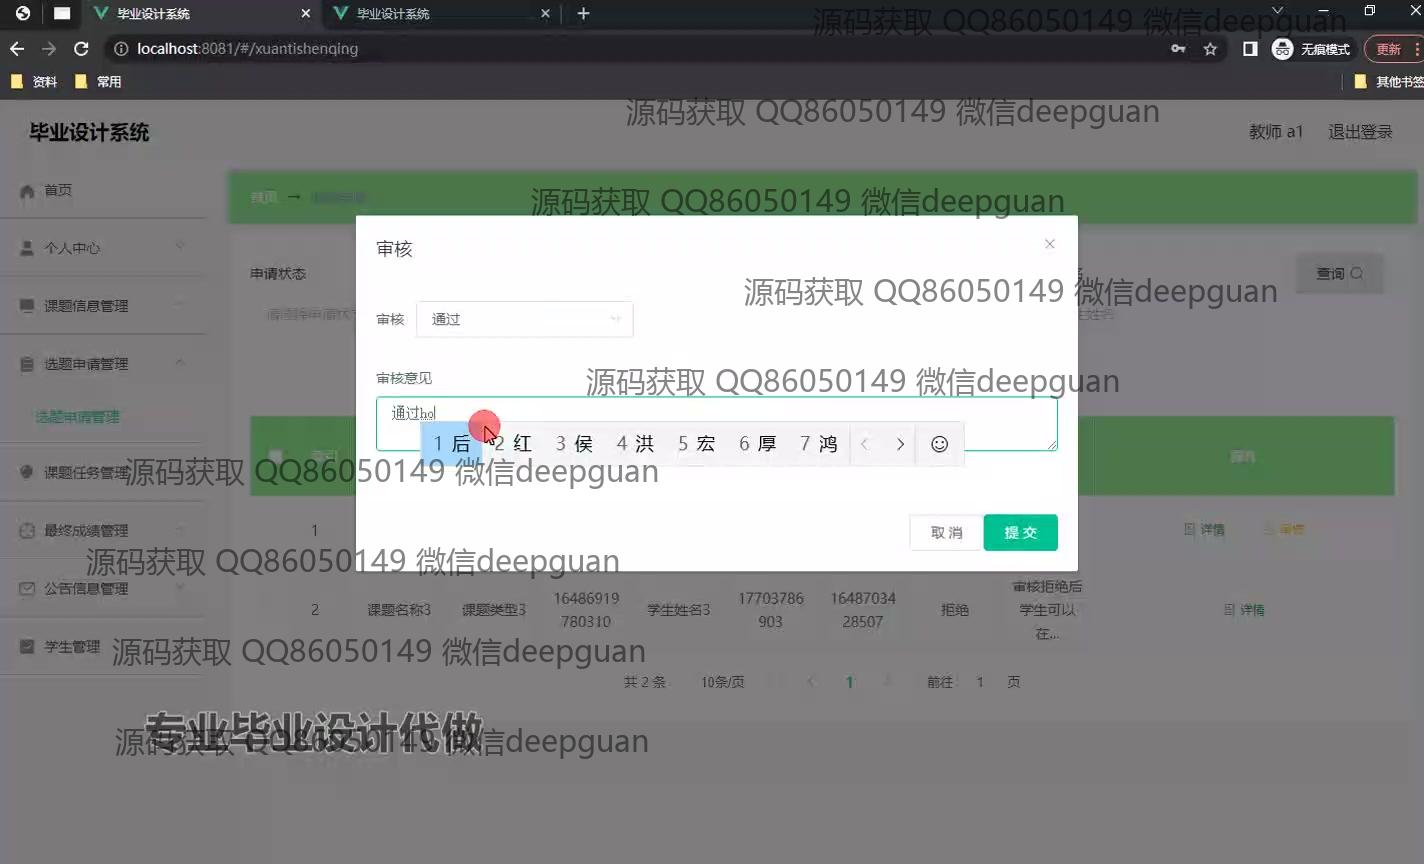 毕业设计系统
毕业设计系统
localhost:8081/#/xuantishenqing
无痕模式
更新
资料
常用
其他书签
源码获取 QQ86050149 微信deepguan
源码获取 QQ86050149 微信deepguan
毕业设计系统
教师 a1
退出登录
首页
首页 →
源码获取 QQ86050149 微信deepguan
个人中心
审核
申请状态
查询
源码获取 QQ86050149 微信deepguan
课题信息管理
审核
通过
选题申请管理
审核意见
源码获取 QQ86050149 微信deepguan
选题申请管理
通过ho
1 后 2 红 3 侯 4 洪 5 宏 6 厚 7 鸿
课题任务管理
源码获取 QQ86050149 微信deepguan
最终成绩管理
1
取消
提交
详情
审核
源码获取 QQ86050149 微信deepguan
公告信息管理
2
课题名称3
课题类型3
16486919
780310
学生姓名3
17703786
903
16487034
28507
拒绝
审核拒绝后
学生可以
在...
详情
学生管理
源码获取 QQ86050149 微信deepguan
共 2 条
10条/页
1
前往
1
页
专业毕业设计代做
源码获取 QQ86050149 微信deepguan